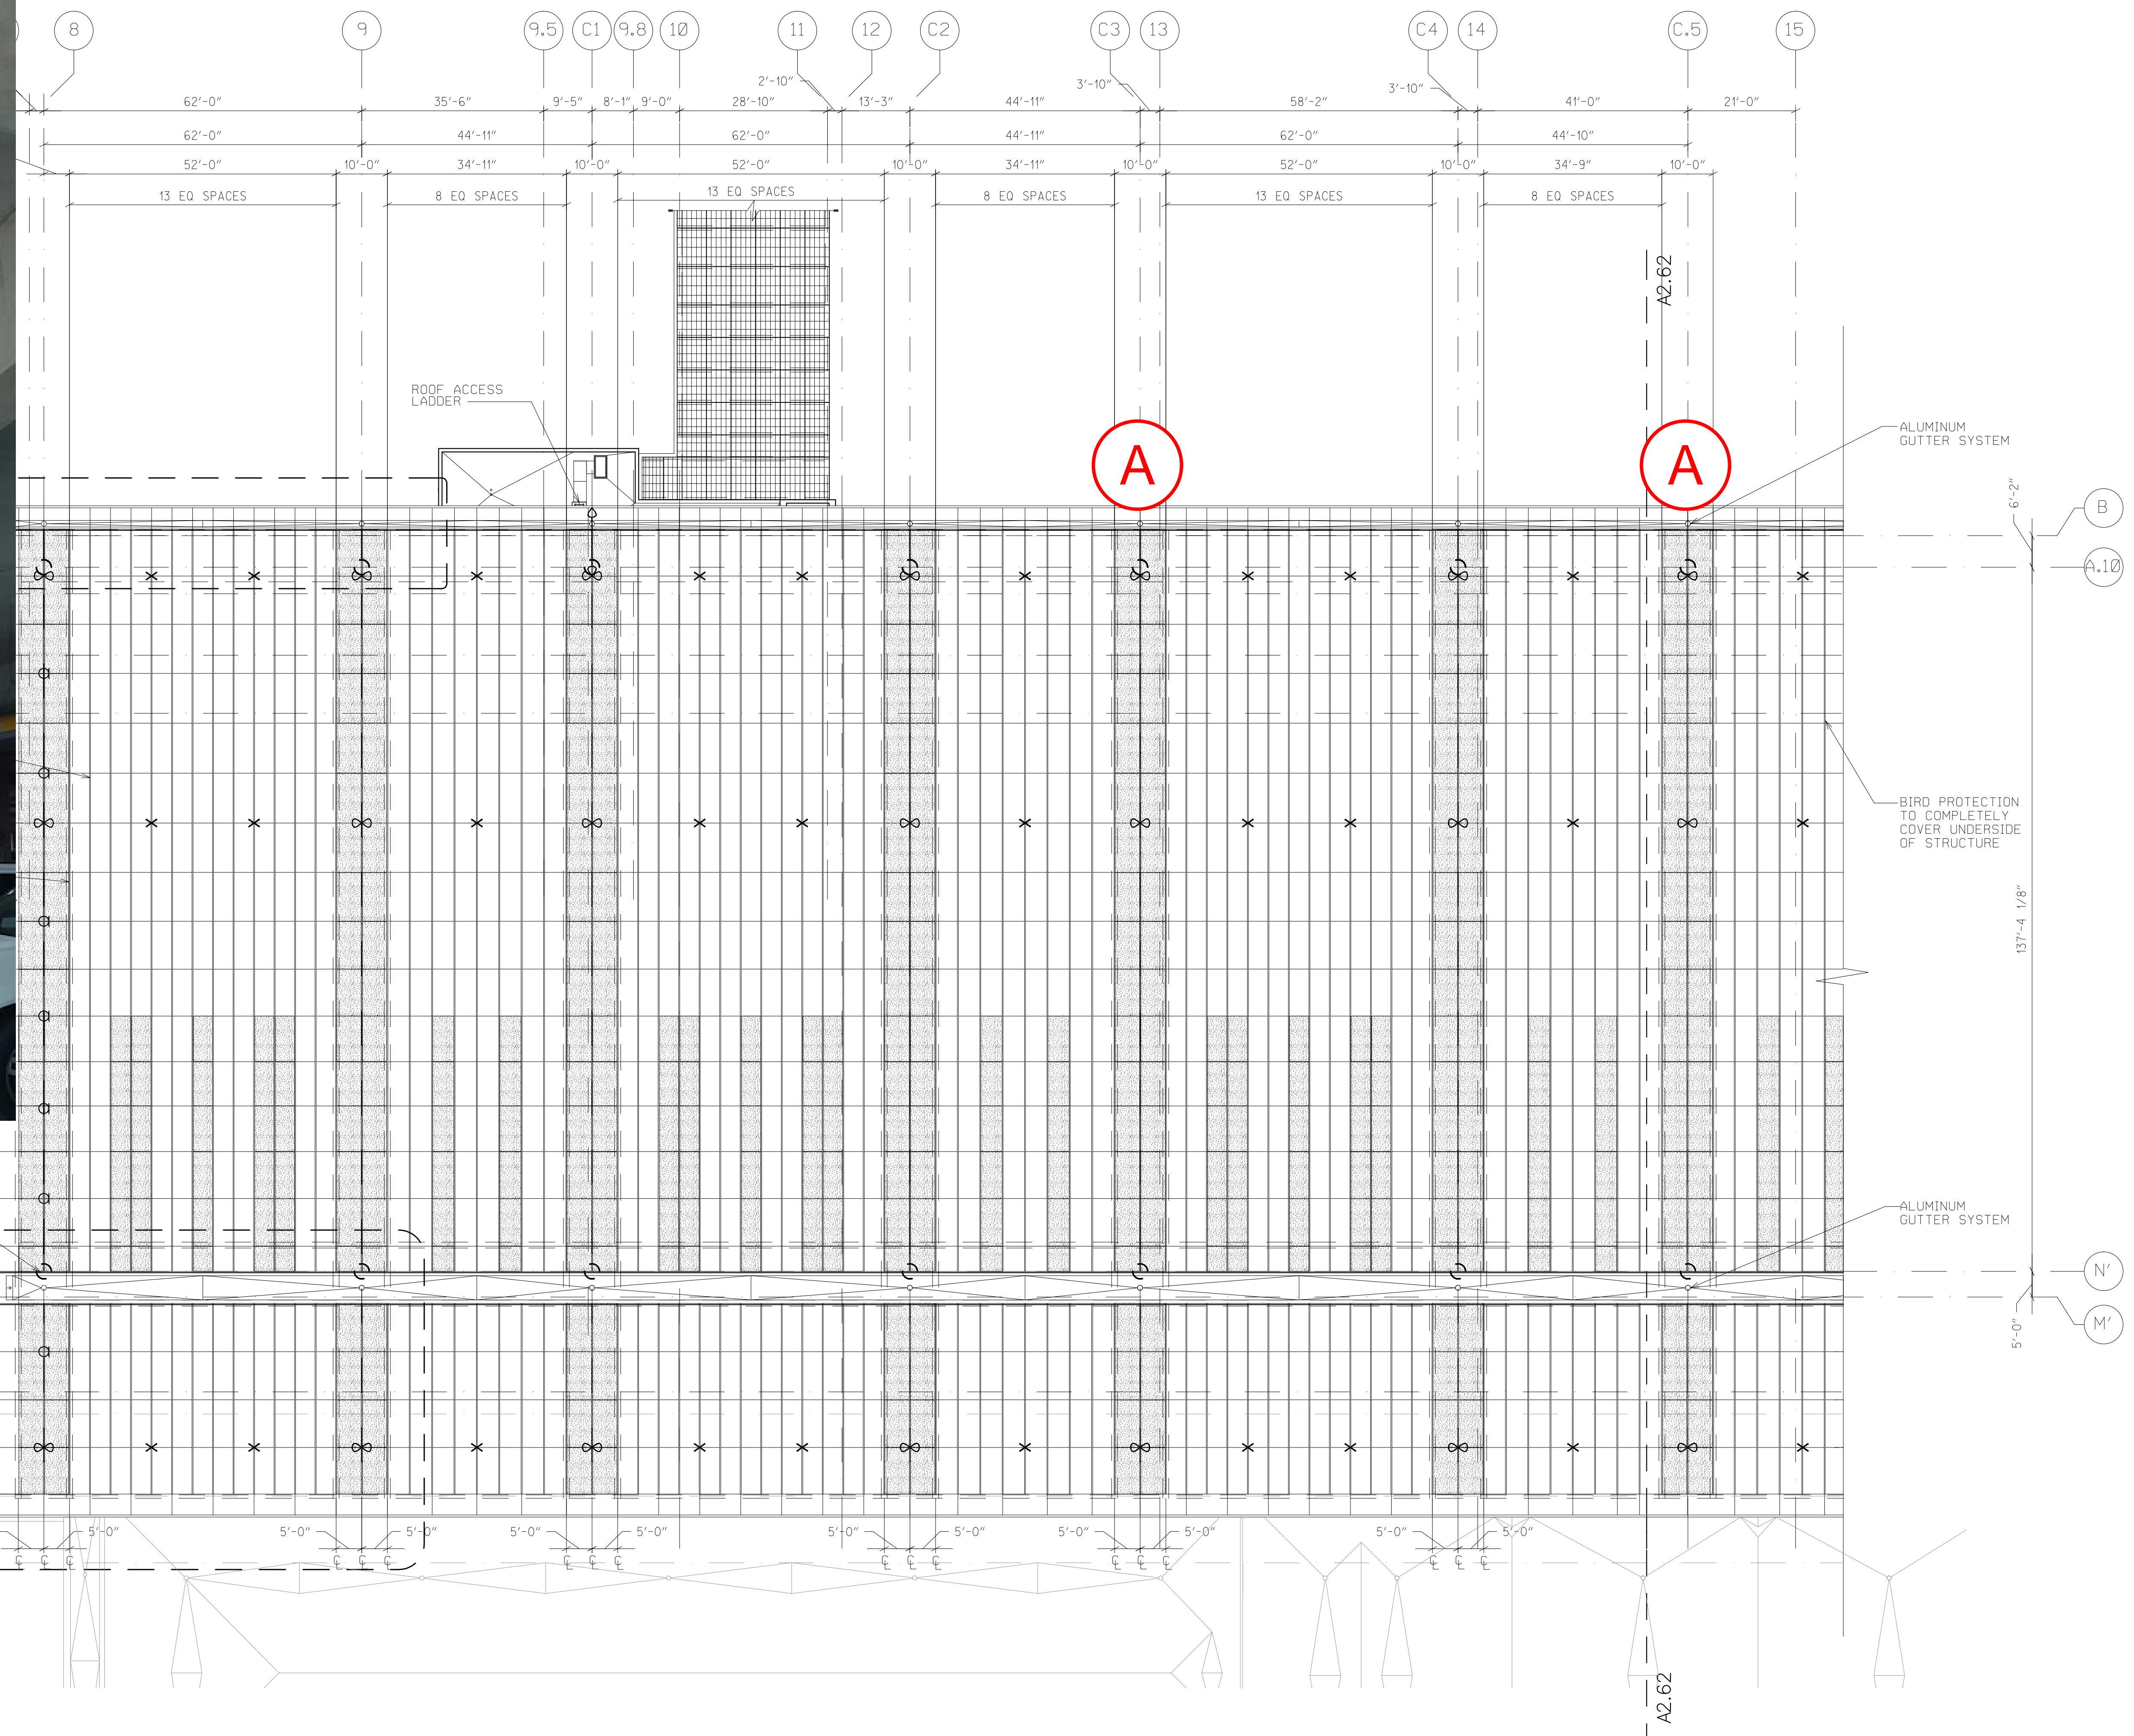 8 9 9.5 C1 9.8 10 11 12 C2 C3 13 C4 14 C.5 15
2'-10" 3'-10" 3'-10"
62'-0" 35'-6" 9'-5" 8'-1" 9'-0" 28'-10" 13'-3" 44'-11" 58'-2" 41'-0" 21'-0"
62'-0" 44'-11" 62'-0" 44'-11" 62'-0" 44'-10"
52'-0" 10'-0" 34'-11" 10'-0" 52'-0" 10'-0" 34'-11" 10'-0" 52'-0" 10'-0" 34'-9" 10'-0"
13 EQ SPACES 8 EQ SPACES 13 EQ SPACES 8 EQ SPACES 13 EQ SPACES 8 EQ SPACES
A2.62
ROOF ACCESS
LADDER
A A
ALUMINUM
GUTTER SYSTEM
6'-2"
B
A.10
BIRD PROTECTION
TO COMPLETELY
COVER UNDERSIDE
OF STRUCTURE
137'-4 1/8"
ALUMINUM
GUTTER SYSTEM
N'
M'
5'-0"
5'-0" 5'-0" 5'-0" 5'-0" 5'-0" 5'-0" 5'-0" 5'-0" 5'-0" 5'-0" 5'-0"
A2.62